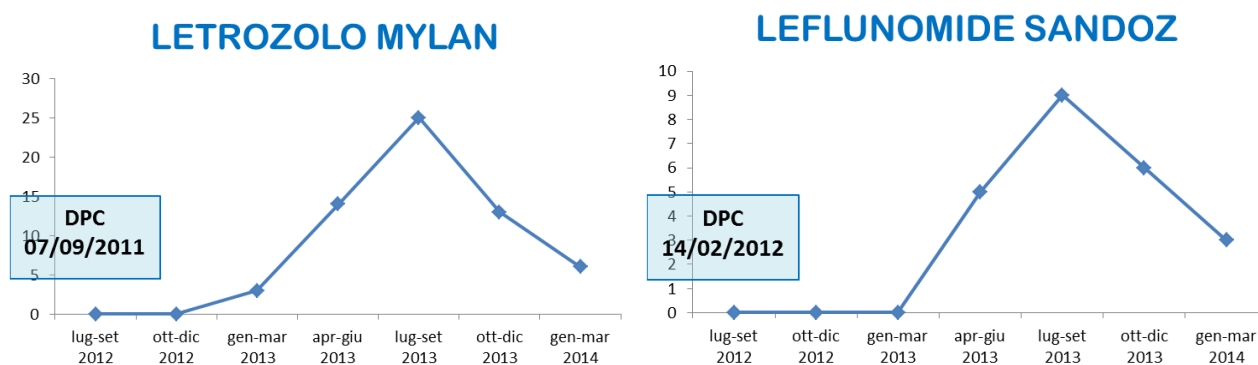 LETROZOLO MYLAN
30
25
20
15
10
5
0
DPC
07/09/2011
lug-set
2012
ott-dic
2012
gen-mar
2013
apr-giu
2013
lug-set
2013
ott-dic
2013
gen-mar
2014
LEFLUNOMIDE SANDOZ
10
9
8
7
6
5
4
3
2
1
0
DPC
14/02/2012
lug-set
2012
ott-dic
2012
gen-mar
2013
apr-giu
2013
lug-set
2013
ott-dic
2013
gen-mar
2014